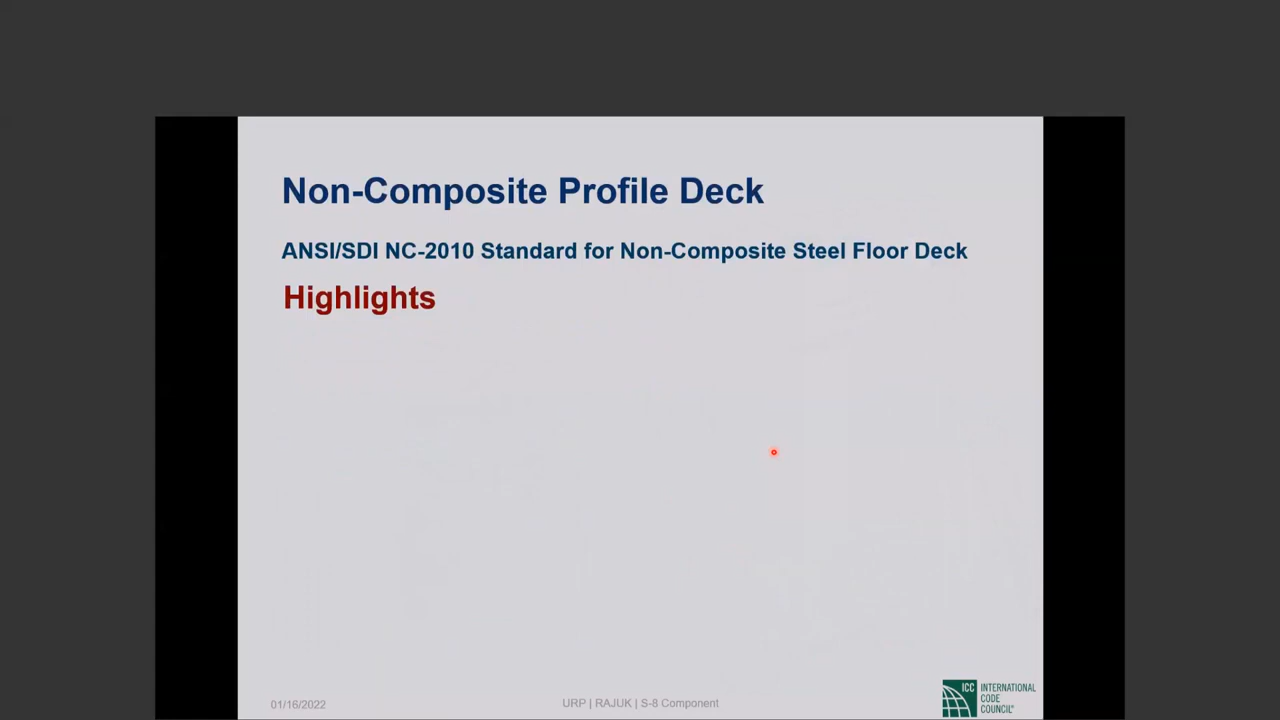 Non-Composite Profile Deck
ANSI/SDI NC-2010 Standard for Non-Composite Steel Floor Deck
Highlights
01/16/2022
URP | RAJUK | S-8 Component
ICC
INTERNATIONAL
CODE
COUNCIL®